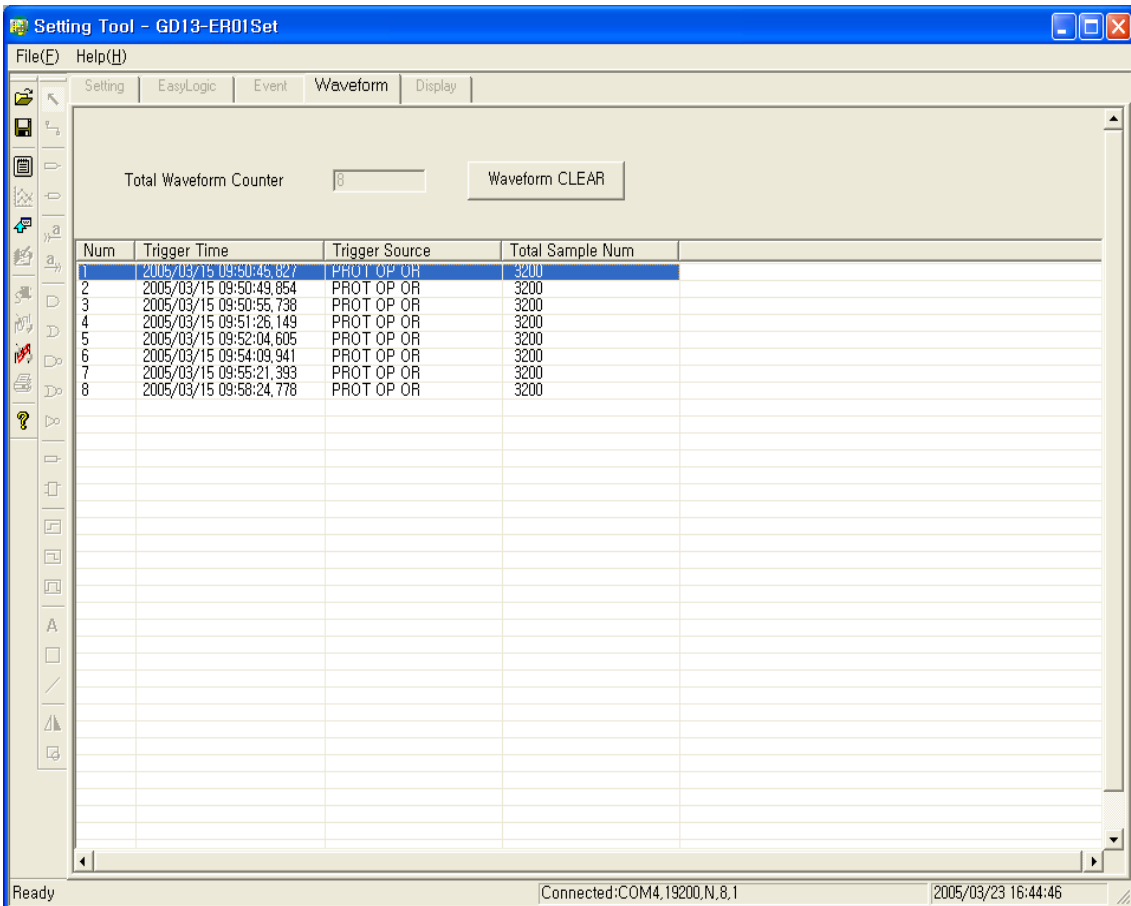 Setting Tool - GD13-ER01Set
File(F) Help(H)
Setting EasyLogic Event Waveform Display
Total Waveform Counter 8 Waveform CLEAR
Num Trigger Time Trigger Source Total Sample Num
1 2005/03/15 09:50:45,827 PROT OP OR 3200
2 2005/03/15 09:50:49,854 PROT OP OR 3200
3 2005/03/15 09:50:55,738 PROT OP OR 3200
4 2005/03/15 09:51:26,149 PROT OP OR 3200
5 2005/03/15 09:52:04,605 PROT OP OR 3200
6 2005/03/15 09:54:09,941 PROT OP OR 3200
7 2005/03/15 09:55:21,393 PROT OP OR 3200
8 2005/03/15 09:58:24,778 PROT OP OR 3200
Ready Connected:COM4,19200,N,8,1 2005/03/23 16:44:46